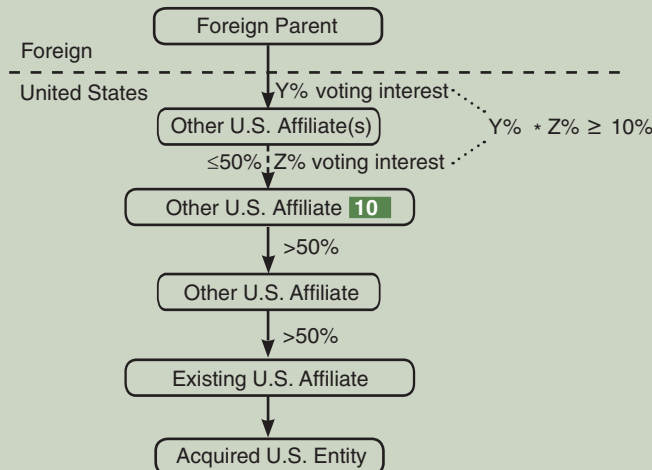 Foreign Parent
Foreign
United States
Y% voting interest
Other U.S. Affiliate(s)
Y% * Z% ≥ 10%
≤50% Z% voting interest
Other U.S. Affiliate 10
>50%
Other U.S. Affiliate
>50%
Existing U.S. Affiliate
Acquired U.S. Entity